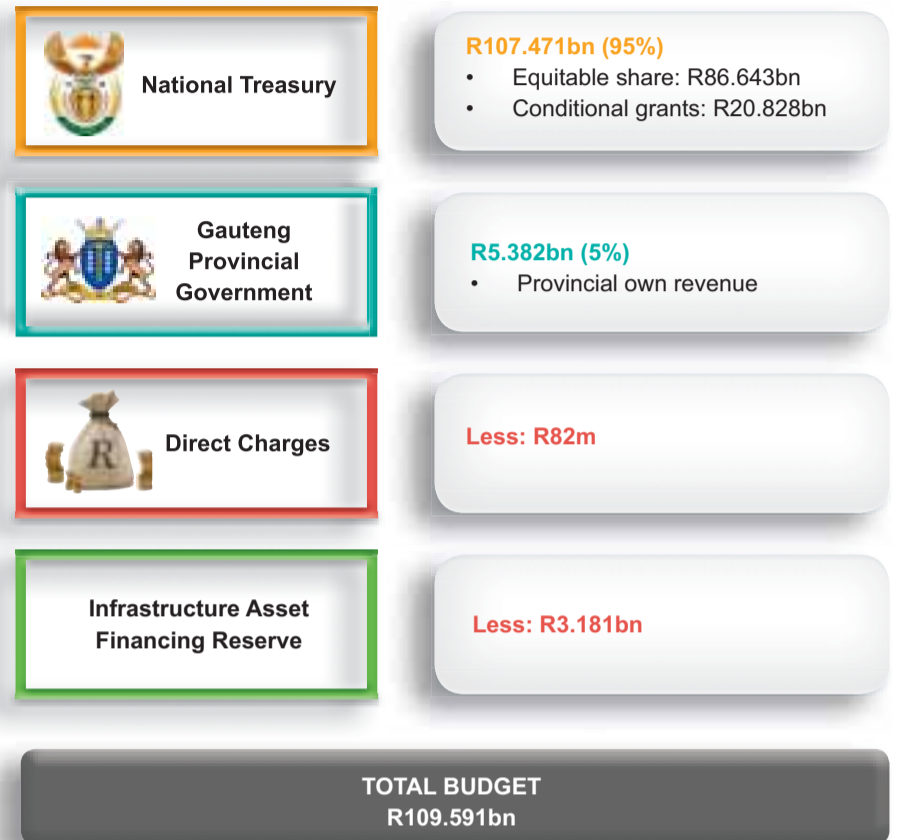 National Treasury
R107.471bn (95%)
• Equitable share: R86.643bn
• Conditional grants: R20.828bn
Gauteng
Provincial
Government
R5.382bn (5%)
• Provincial own revenue
R
Direct Charges
Less: R82m
Infrastructure Asset
Financing Reserve
Less: R3.181bn
TOTAL BUDGET
R109.591bn